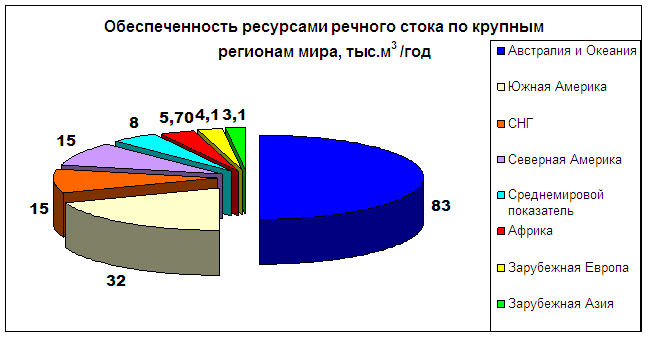 Обеспеченность ресурсами речного стока по крупным
регионам мира, тыс.м³/год
Австралия и Океания
Южная Америка
СНГ
Северная Америка
Среднемировой
показатель
Африка
Зарубежная Европа
Зарубежная Азия
83
32
15
15
8
5,70
4,1
3,1